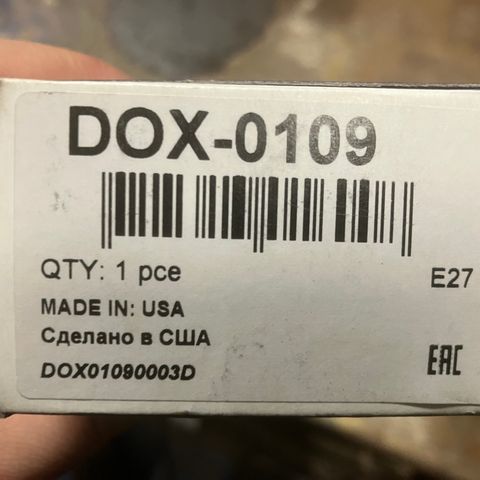 DOX-0109
QTY: 1 pce
E27
MADE IN: USA
Сделано в США
EAC
DOX01090003D